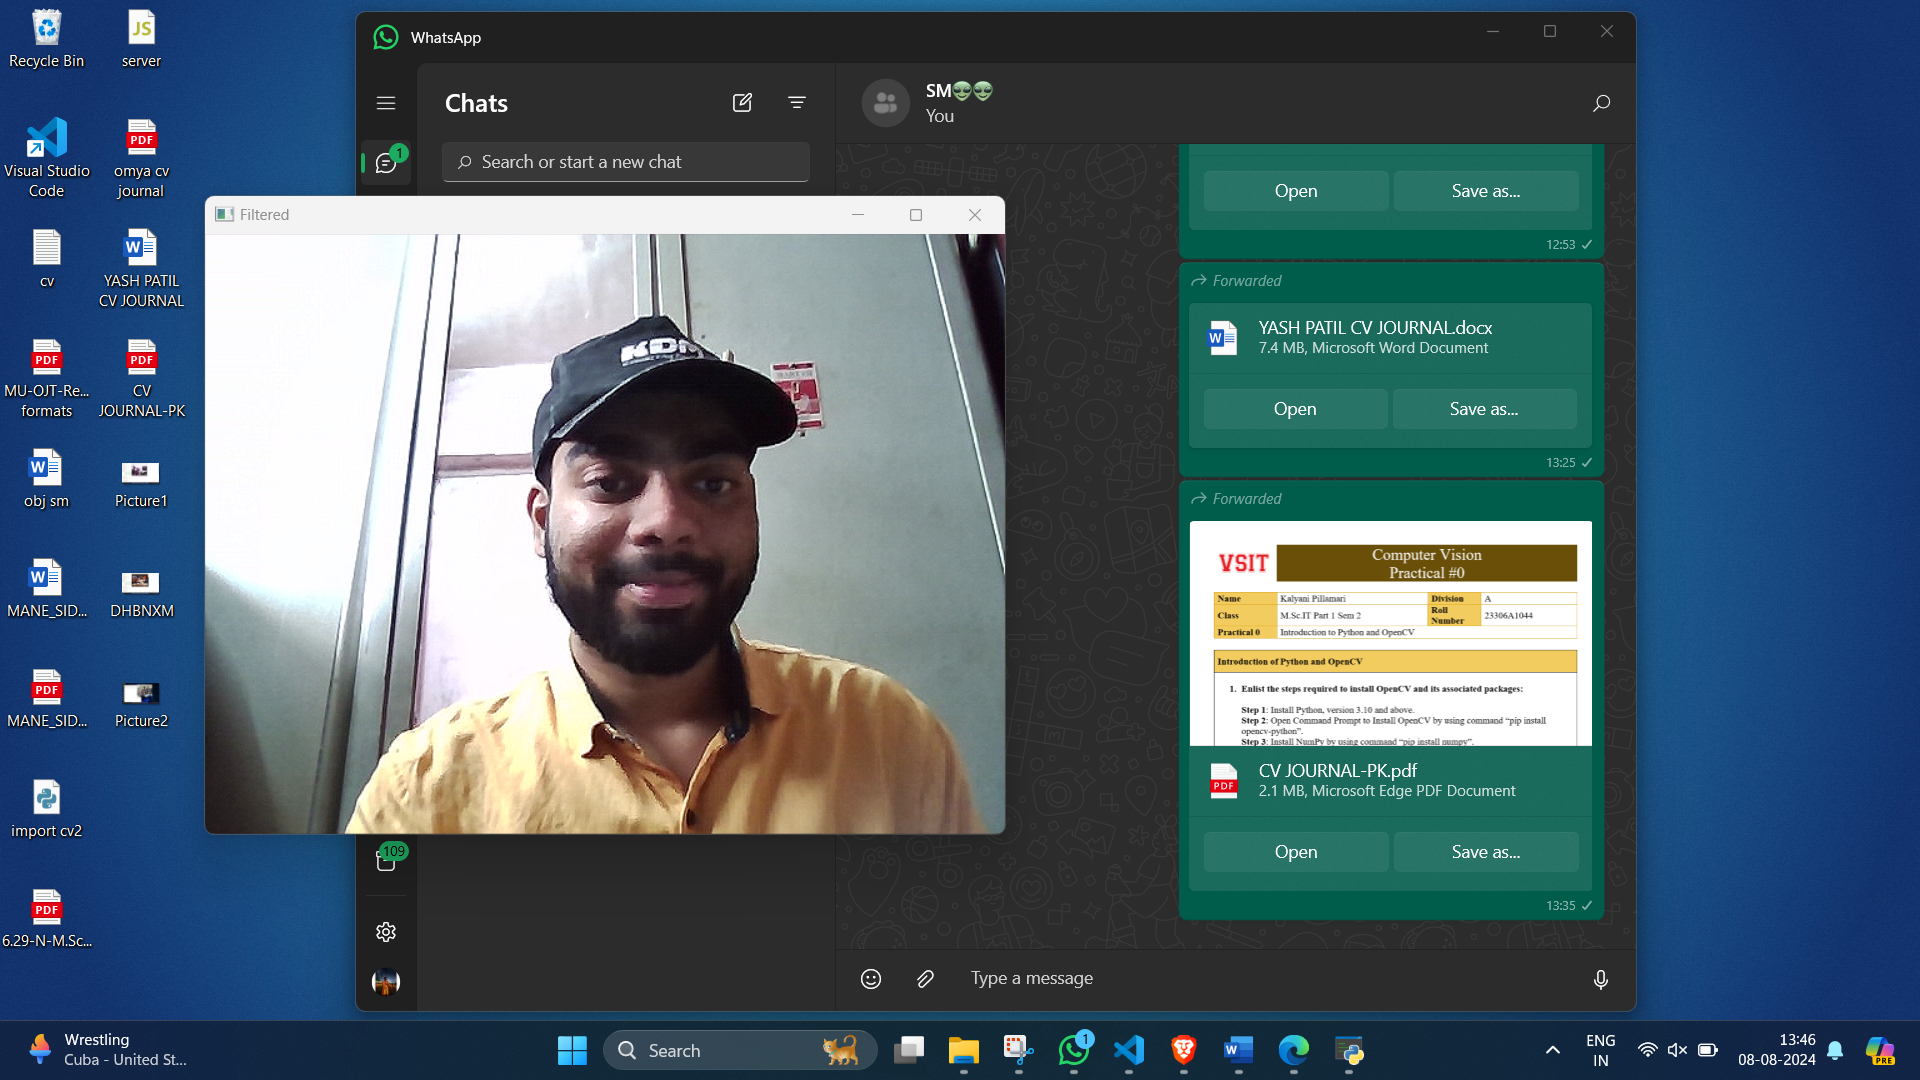 Recycle Bin
server
Visual Studio
Code
omya cv
journal
cv
YASH PATIL
CV JOURNAL
MU-OJT-Re...
formats
CV
JOURNAL-PK
obj sm
Picture1
MANE_SID...
DHBNXM
MANE_SID...
Picture2
import cv2
6.29-N-M.Sc...
JS
PDF
WhatsApp
Chats
1
Search or start a new chat
109
Filtered
SM👽👽
You
Open
Save as...
12:53
Forwarded
YASH PATIL CV JOURNAL.docx
7.4 MB, Microsoft Word Document
Open
Save as...
13:25
Forwarded
VSIT
Computer Vision
Practical #0
Name Kalyani Pillamari Division A
Class M.Sc.IT Part 1 Sem 2 Roll Number 23306A1044
Practical 0 Introduction to Python and OpenCV
Introduction of Python and OpenCV
1. Enlist the steps required to install OpenCV and its associated packages:
Step 1: Install Python, version 3.10 and above.
Step 2: Open Command Prompt to Install OpenCV by using command “pip install
opencv-python”.
Step 3: Install NumPy by using command “pip install numpy”.
PDF
CV JOURNAL-PK.pdf
2.1 MB, Microsoft Edge PDF Document
Open
Save as...
13:35
Type a message
Wrestling
Cuba - United St...
Search
1
ENG
IN
13:46
08-08-2024
PRE